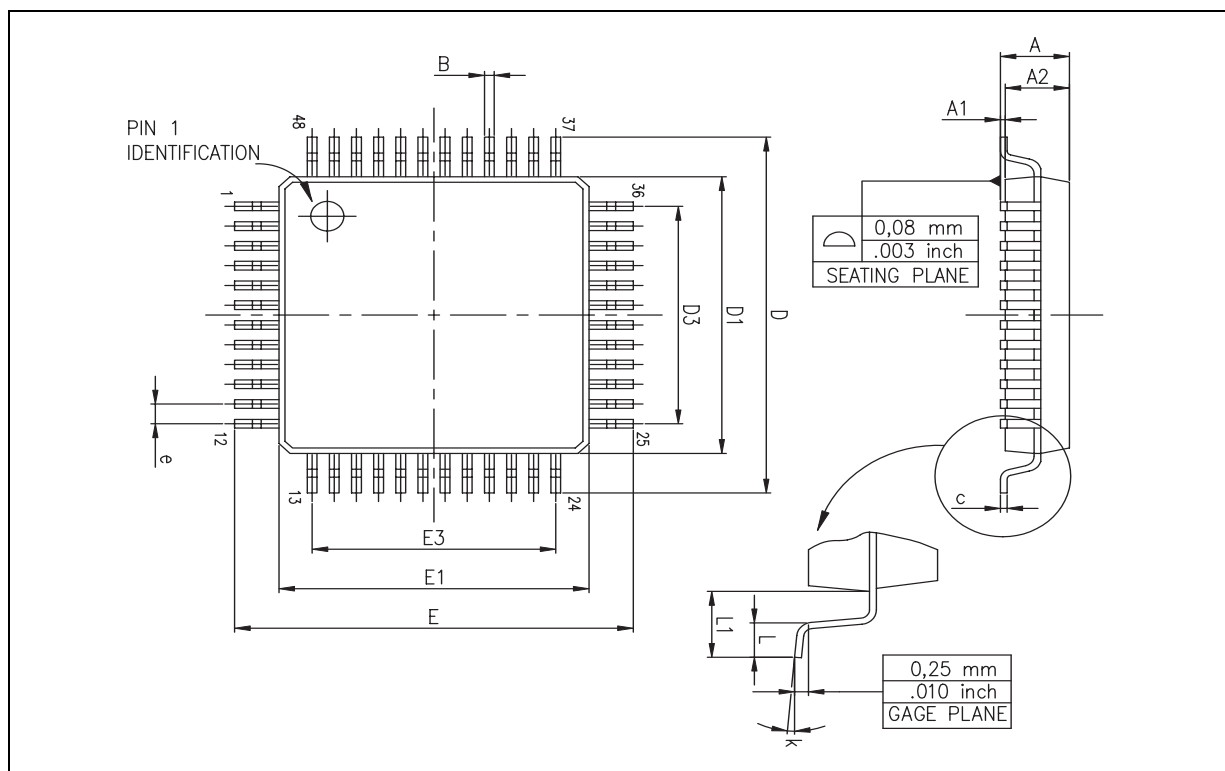 A
B
A2
A1
48
37
PIN 1
IDENTIFICATION
1
36
0,08 mm
.003 inch
SEATING PLANE
D3
D1
D
12
25
e
13
24
c
E3
E1
E
L1
L
0,25 mm
.010 inch
GAGE PLANE
k